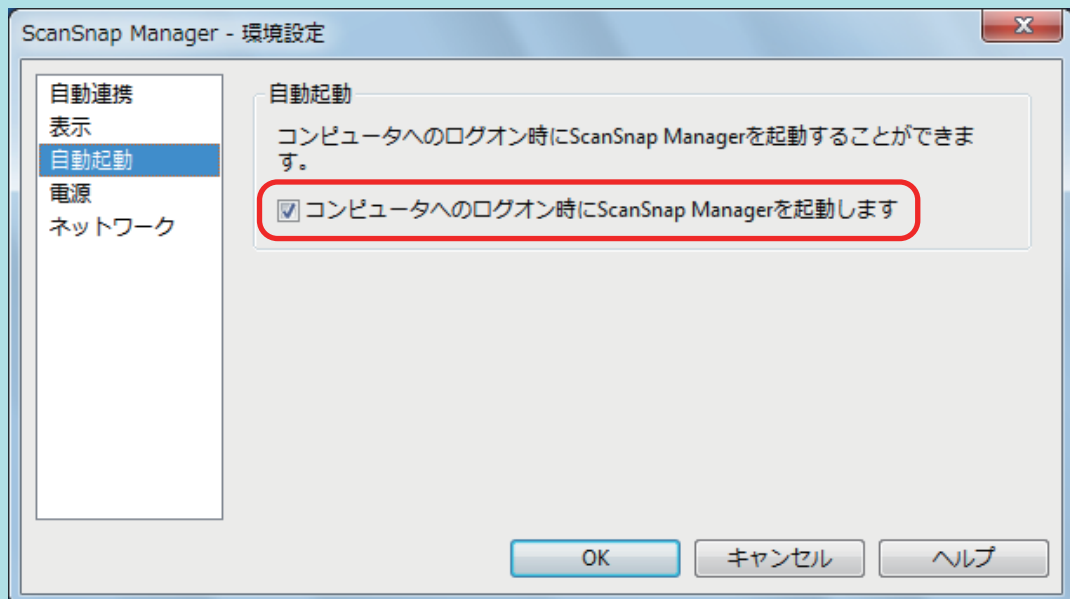 ScanSnap Manager - 環境設定
自動連携
表示
自動起動
電源
ネットワーク
自動起動
コンピュータへのログオン時にScanSnap Managerを起動することができま
す。
コンピュータへのログオン時にScanSnap Managerを起動します
OK
キャンセル
ヘルプ